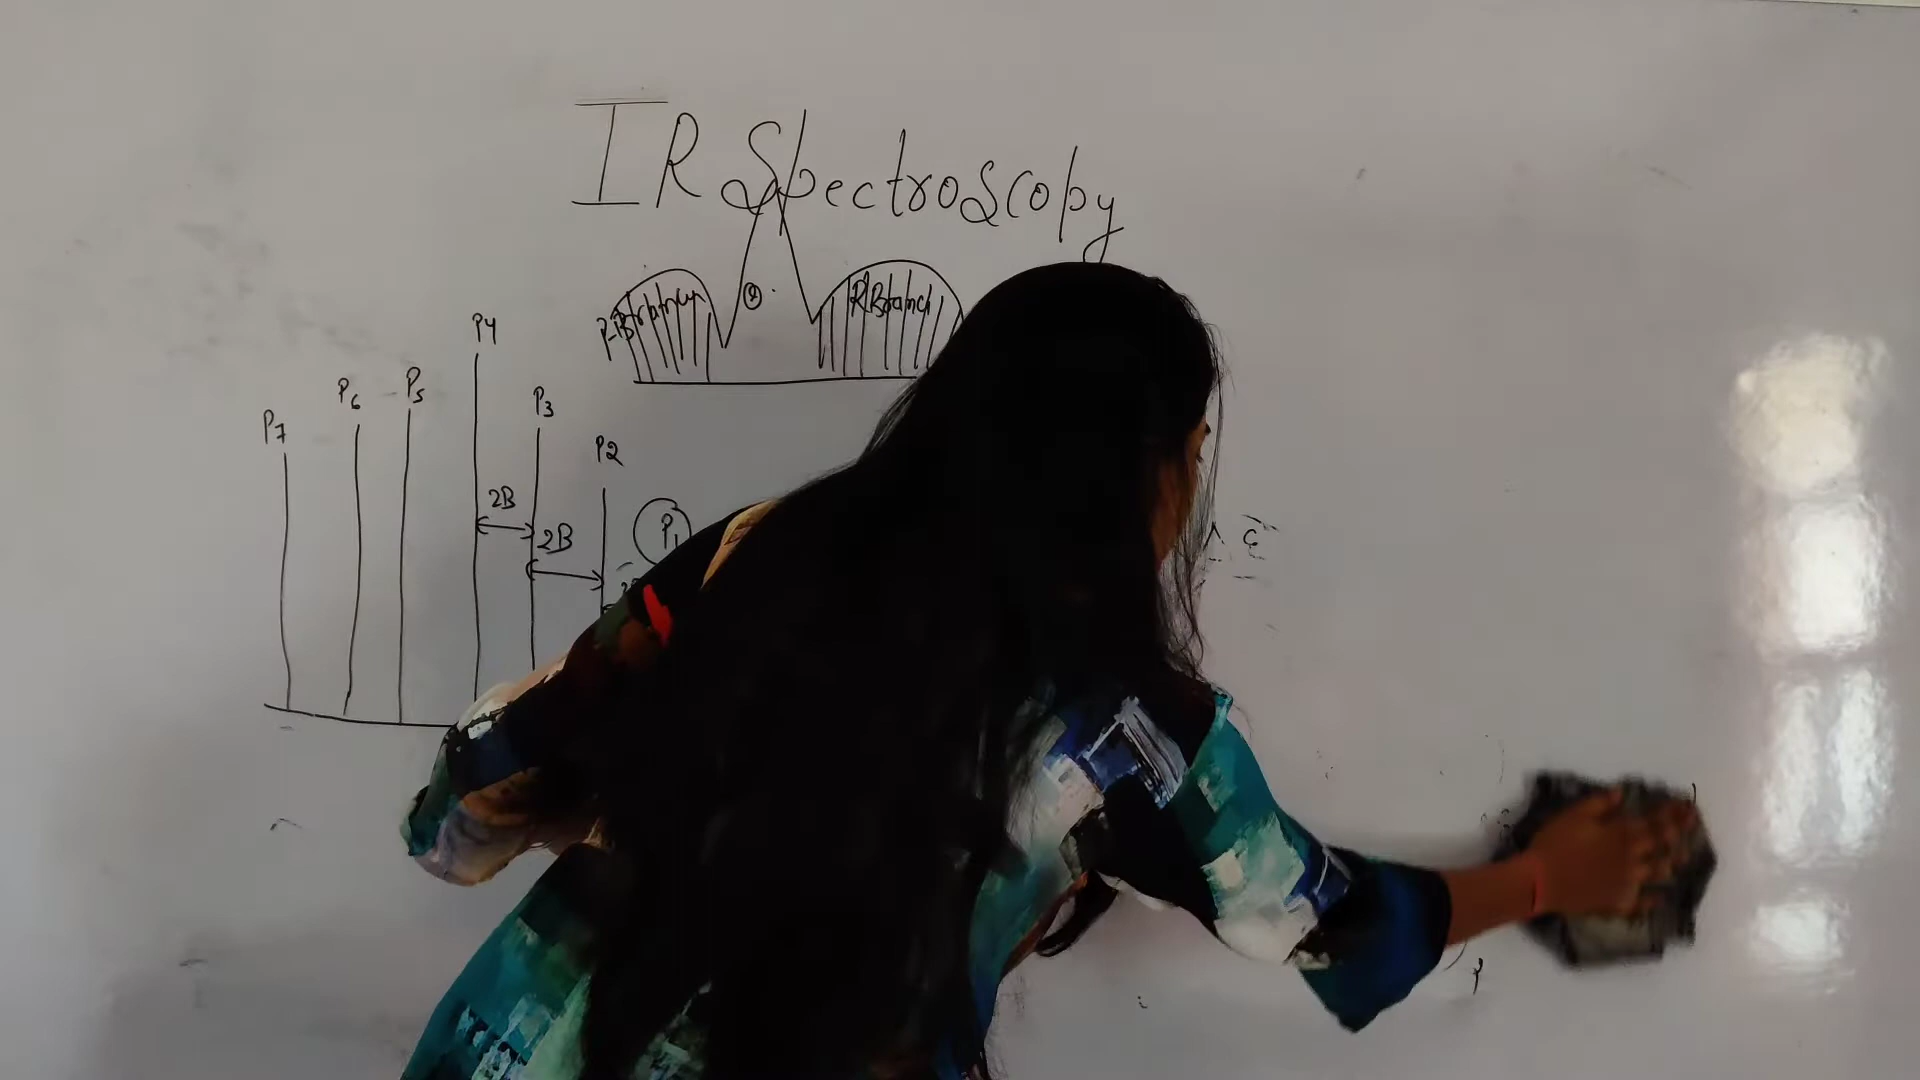 IR Spectroscopy
P-Branch
Q
R Branch
P4
P7
P6
P5
P3
P2
P1
2B
2B